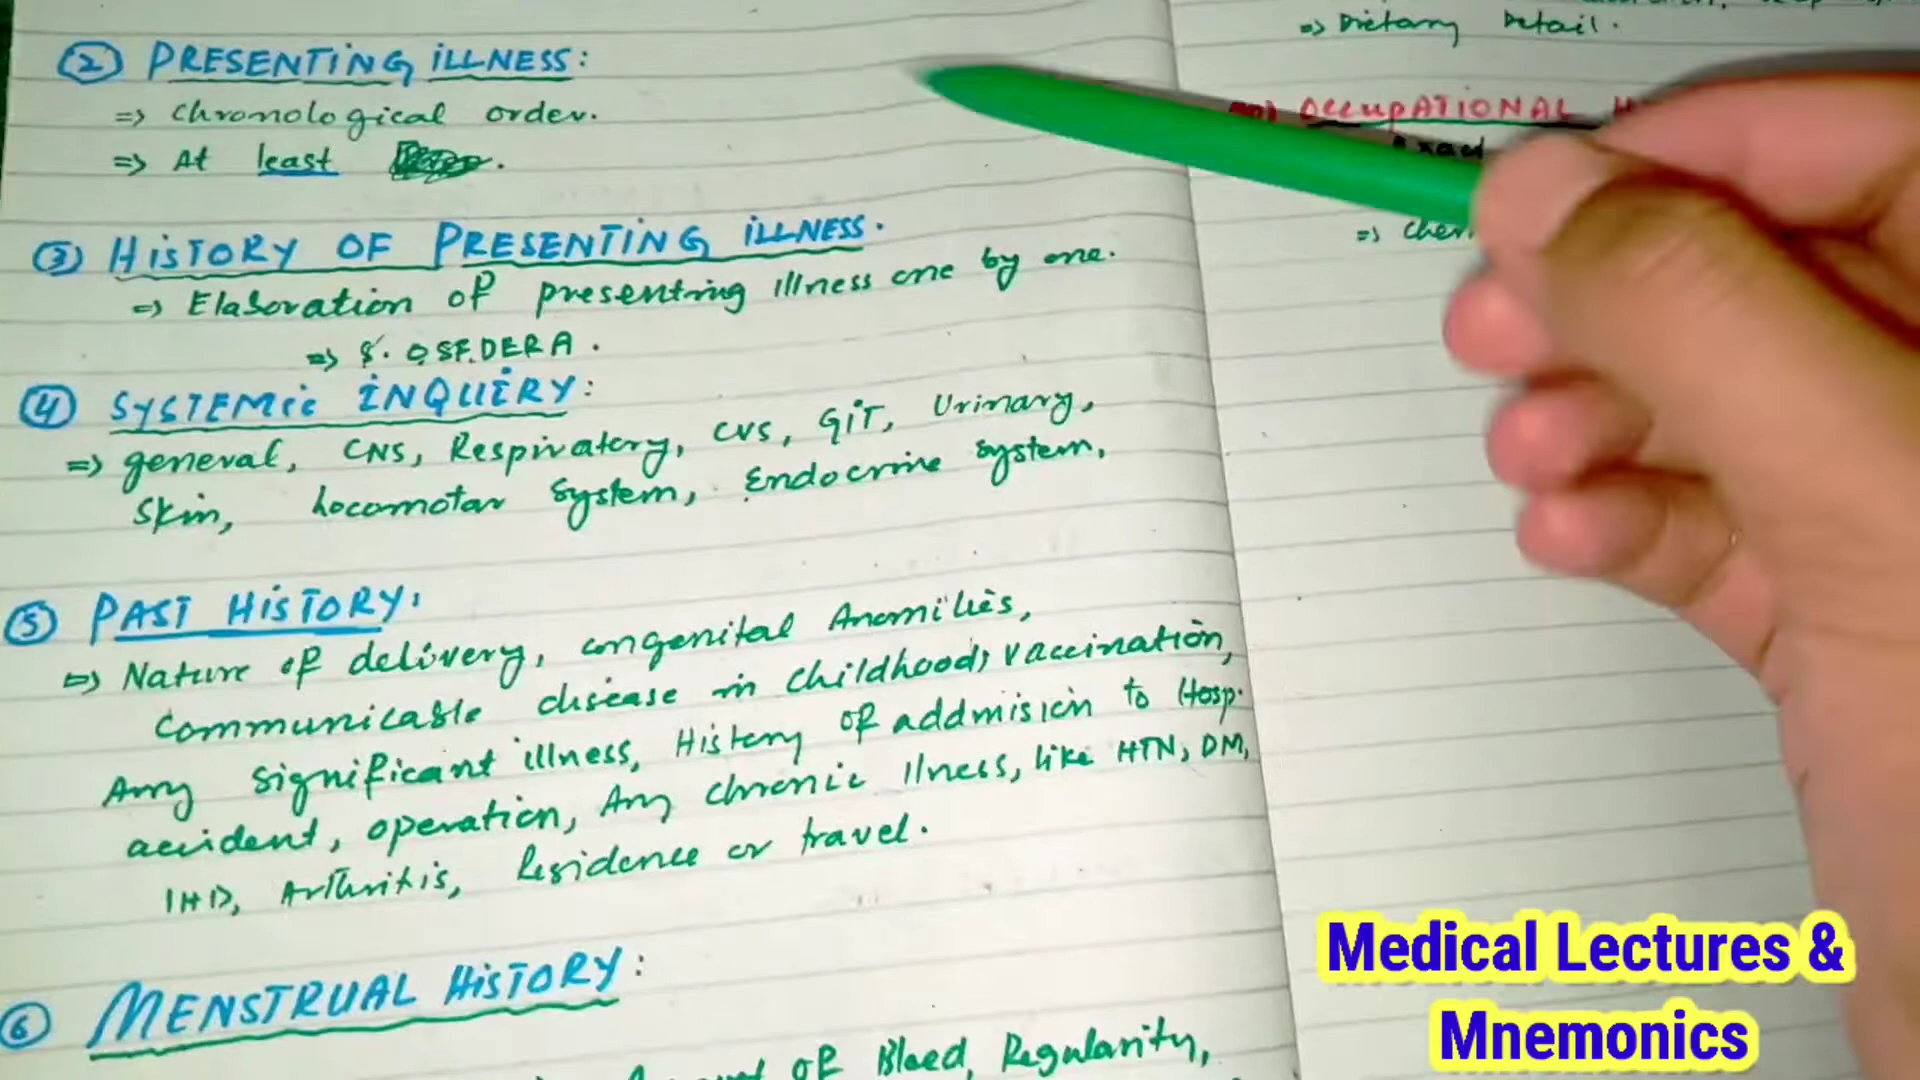 ② PRESENTING ILLNESS:
=> Chronological order.
=> At least
③ HISTORY OF PRESENTING ILLNESS.
=> Elaboration of presenting illness one by one.
=> S. OSF.DERA.
④ SYSTEMIC INQUIERY:
=> general, CNS, Respiratory, CVS, GIT, Urinary,
Skin, Locomotar system, Endocrine system,
⑤ PAST HISTORY:
=> Nature of delivery, congenital Anomilies,
Communicable disease in childhood, vaccination,
Any significant illness, History of addmision to Hosp.
accident, operation, Any chronic Ilness, like HTN, DM,
IHD, Arthritis, Residence or travel.
⑥ MENSTRUAL HISTORY:
of Bleed, Regularity,
=> Dietary Detail.
OCCUPATIONAL
Medical Lectures &
Mnemonics